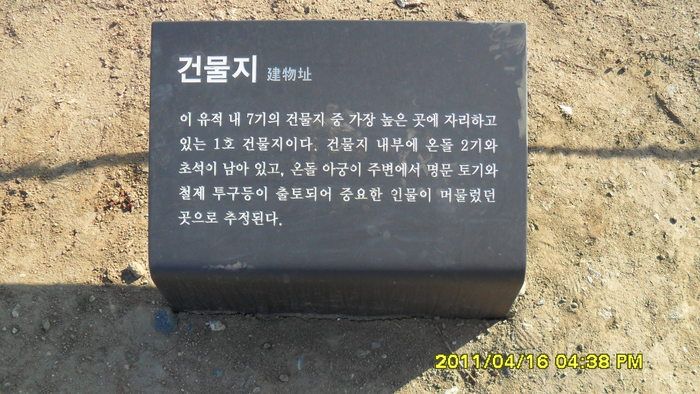 건물지 建物址
이 유적 내 7기의 건물지 중 가장 높은 곳에 자리하고
있는 1호 건물지이다. 건물지 내부에 온돌 2기와
초석이 남아 있고, 온돌 아궁이 주변에서 명문 토기와
철제 투구등이 출토되어 중요한 인물이 머물렀던
곳으로 추정된다.
2011/04/16 04:38 PM